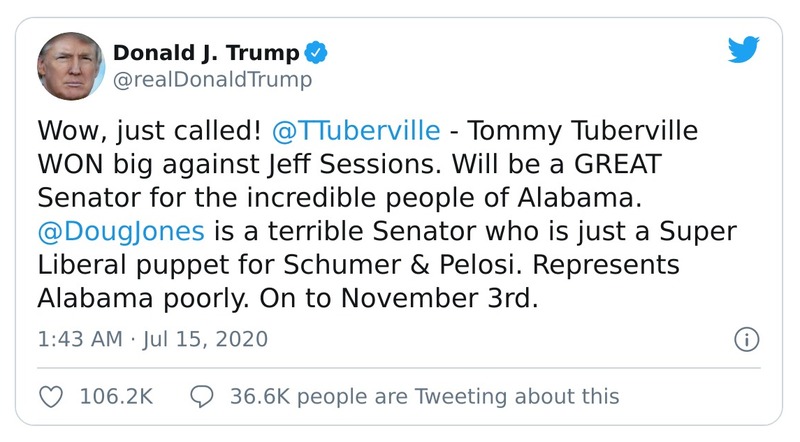 Donald J. Trump
@realDonaldTrump
Wow, just called! @TTuberville - Tommy Tuberville
WON big against Jeff Sessions. Will be a GREAT
Senator for the incredible people of Alabama.
@DougJones is a terrible Senator who is just a Super
Liberal puppet for Schumer & Pelosi. Represents
Alabama poorly. On to November 3rd.
1:43 AM · Jul 15, 2020
106.2K 36.6K people are Tweeting about this